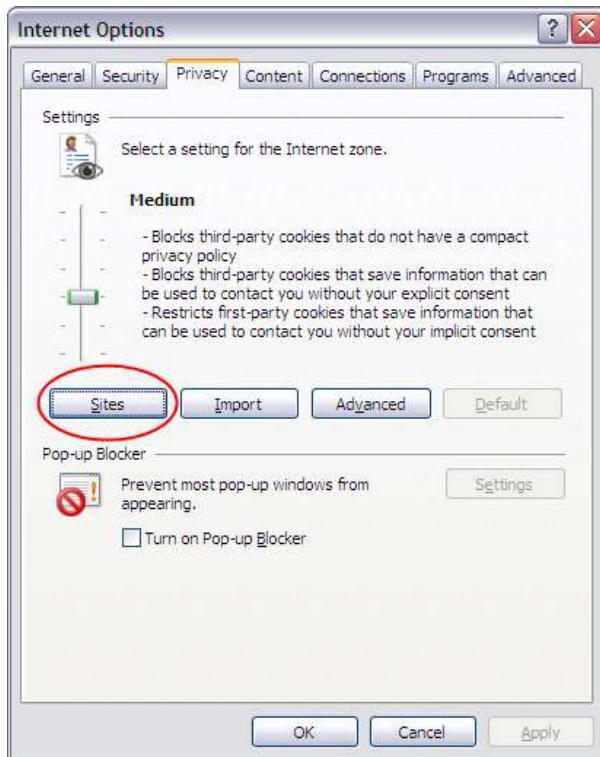 Internet Options
General Security Privacy Content Connections Programs Advanced
Settings
Select a setting for the Internet zone.
Medium
- Blocks third-party cookies that do not have a compact
privacy policy
- Blocks third-party cookies that save information that can
be used to contact you without your explicit consent
- Restricts first-party cookies that save information that
can be used to contact you without your implicit consent
Sites Import Advanced Default
Pop-up Blocker
Prevent most pop-up windows from
appearing.
Settings
Turn on Pop-up Blocker
OK Cancel Apply